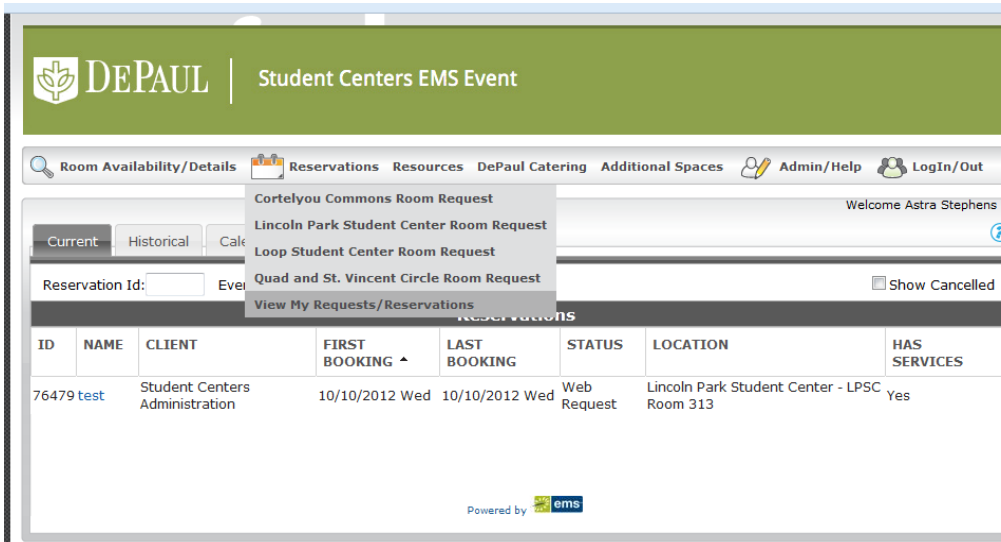 DEPAUL
Student Centers EMS Event
Room Availability/Details Reservations Resources DePaul Catering Additional Spaces Admin/Help LogIn/Out
Cortelyou Commons Room Request
Lincoln Park Student Center Room Request
Loop Student Center Room Request
Quad and St. Vincent Circle Room Request
View My Requests/Reservations
Welcome Astra Stephens
Current Historical
Reservation Id: Show Cancelled
Reservations
ID NAME CLIENT FIRST BOOKING LAST BOOKING STATUS LOCATION HAS SERVICES
76479 test Student Centers Administration 10/10/2012 Wed 10/10/2012 Wed Web Request Lincoln Park Student Center - LPSC Room 313 Yes
Powered by ems